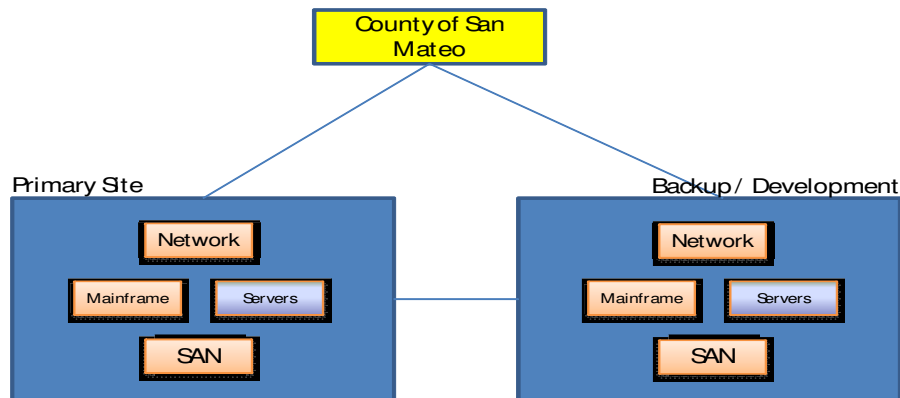 County of San
Mateo
Primary Site
Backup / Development
Network
Mainframe
Servers
SAN
Network
Mainframe
Servers
SAN